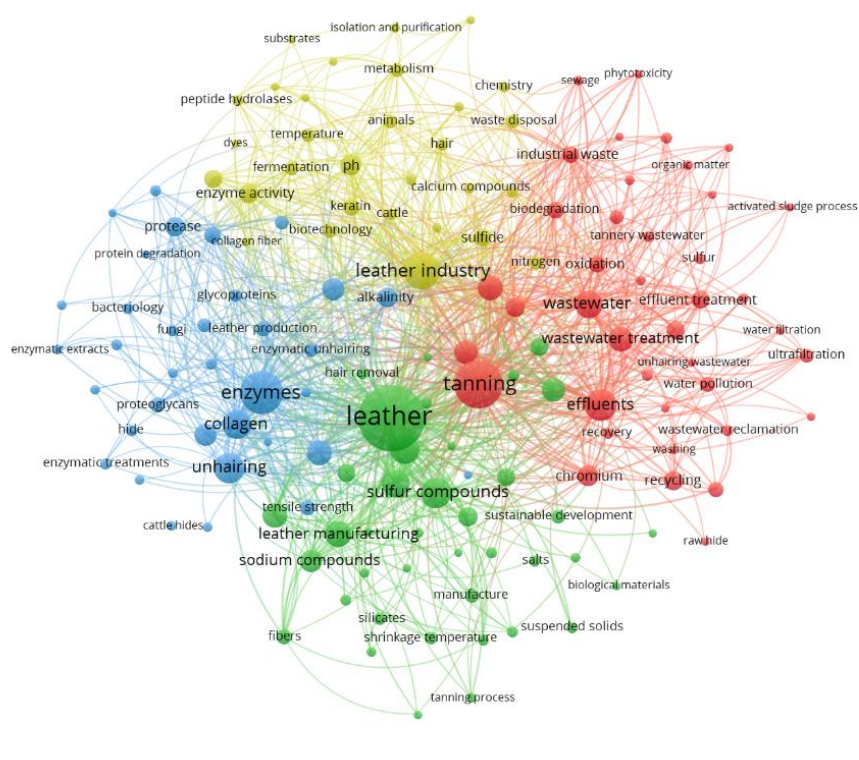 isolation and purification
substrates
metabolism
sewage
phytotoxicity
peptide hydrolases
chemistry
animals
waste disposal
temperature
dyes
hair
industrial waste
fermentation
ph
organic matter
enzyme activity
calcium compounds
keratin
cattle
biodegradation
activated sludge process
protease
biotechnology
collagen fiber
sulfide
tannery wastewater
protein degradation
leather industry
nitrogen
oxidation
sulfur
glycoproteins
alkalinity
bacteriology
wastewater
effluent treatment
fungi
leather production
wastewater treatment
water filtration
enzymatic extracts
enzymatic unhairing
ultrafiltration
unhairing wastewater
hair removal
tanning
water pollution
enzymes
proteoglycans
effluents
leather
collagen
hide
recovery
wastewater reclamation
washing
enzymatic treatments
unhairing
chromium
recycling
sulfur compounds
tensile strength
sustainable development
cattle hides
leather manufacturing
raw hide
sodium compounds
salts
biological materials
manufacture
silicates
suspended solids
fibers
shrinkage temperature
tanning process